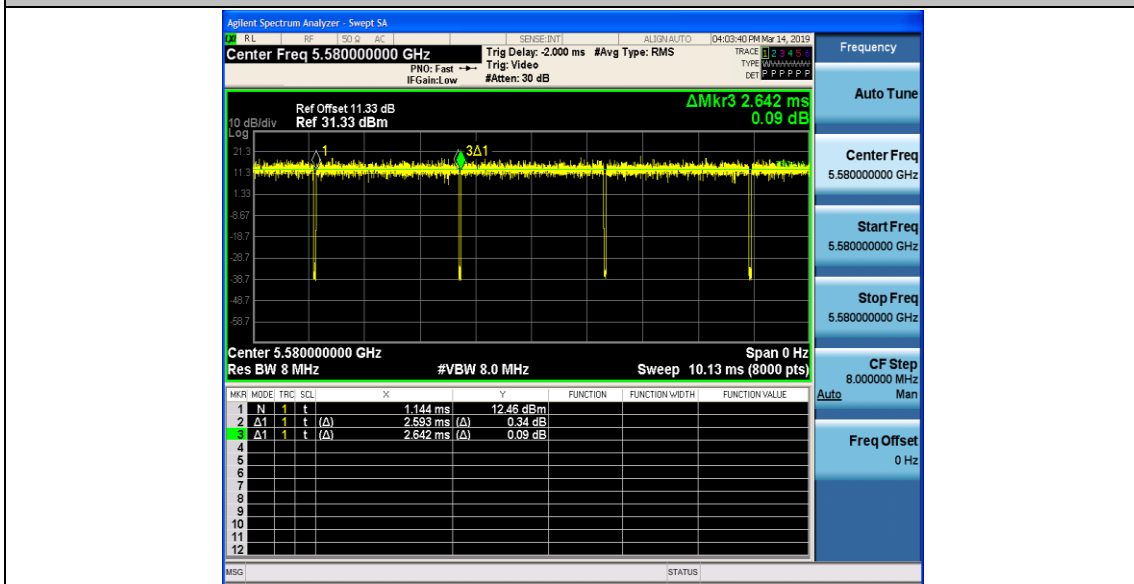 Agilent Spectrum Analyzer - Swept SA
RL RF 50 Ω AC SENSE:INT ALIGN AUTO 04:03:40 PM Mar 14, 2019
Center Freq 5.580000000 GHz Trig Delay: -2.000 ms #Avg Type: RMS TRACE 1 2 3 4 5 6
PNO: Fast Trig: Video TYPE
IFGain:Low #Atten: 30 dB DET P P P P P P
Frequency
Auto Tune
Center Freq
5.580000000 GHz
Start Freq
5.580000000 GHz
Stop Freq
5.580000000 GHz
CF Step
8.000000 MHz
Auto Man
Freq Offset
0 Hz
ΔMkr3 2.642 ms
0.09 dB
Ref Offset 11.33 dB
10 dB/div Ref 31.33 dBm
Log
21.3
11.3
1.33
-8.67
-18.7
-28.7
-38.7
-48.7
-58.7
1
3Δ1
Center 5.580000000 GHz Span 0 Hz
Res BW 8 MHz #VBW 8.0 MHz Sweep 10.13 ms (8000 pts)
MKR MODE TRC SCL X Y FUNCTION FUNCTION WIDTH FUNCTION VALUE
1 N 1 t 1.144 ms 12.46 dBm
2 Δ1 1 t (Δ) 2.593 ms (Δ) 0.34 dB
3 Δ1 1 t (Δ) 2.642 ms (Δ) 0.09 dB
4
5
6
7
8
9
10
11
12
MSG STATUS